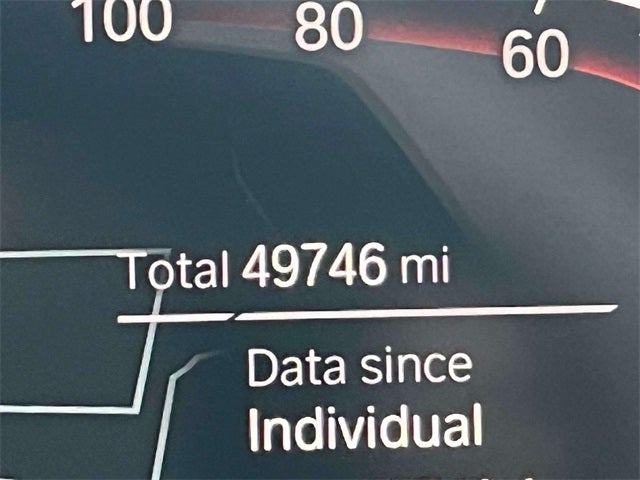 100 80 60
Total 49746 mi
Data since
Individual